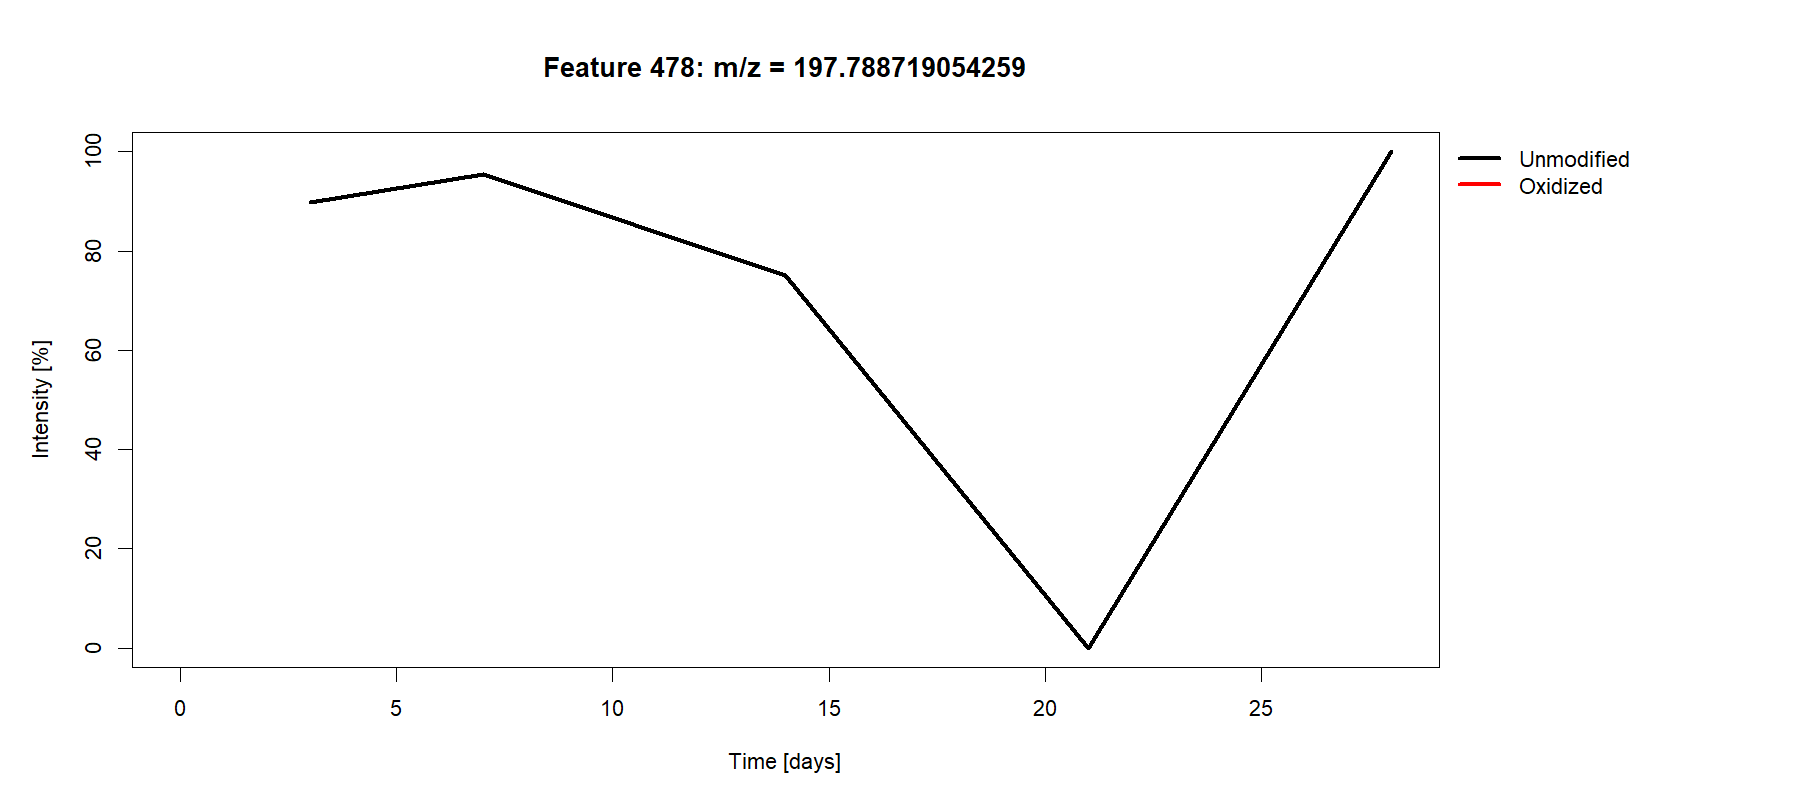 Feature 478: m/z = 197.788719054259
Unmodified
Oxidized
Intensity [%]
100
80
60
40
20
0
0 5 10 15 20 25
Time [days]